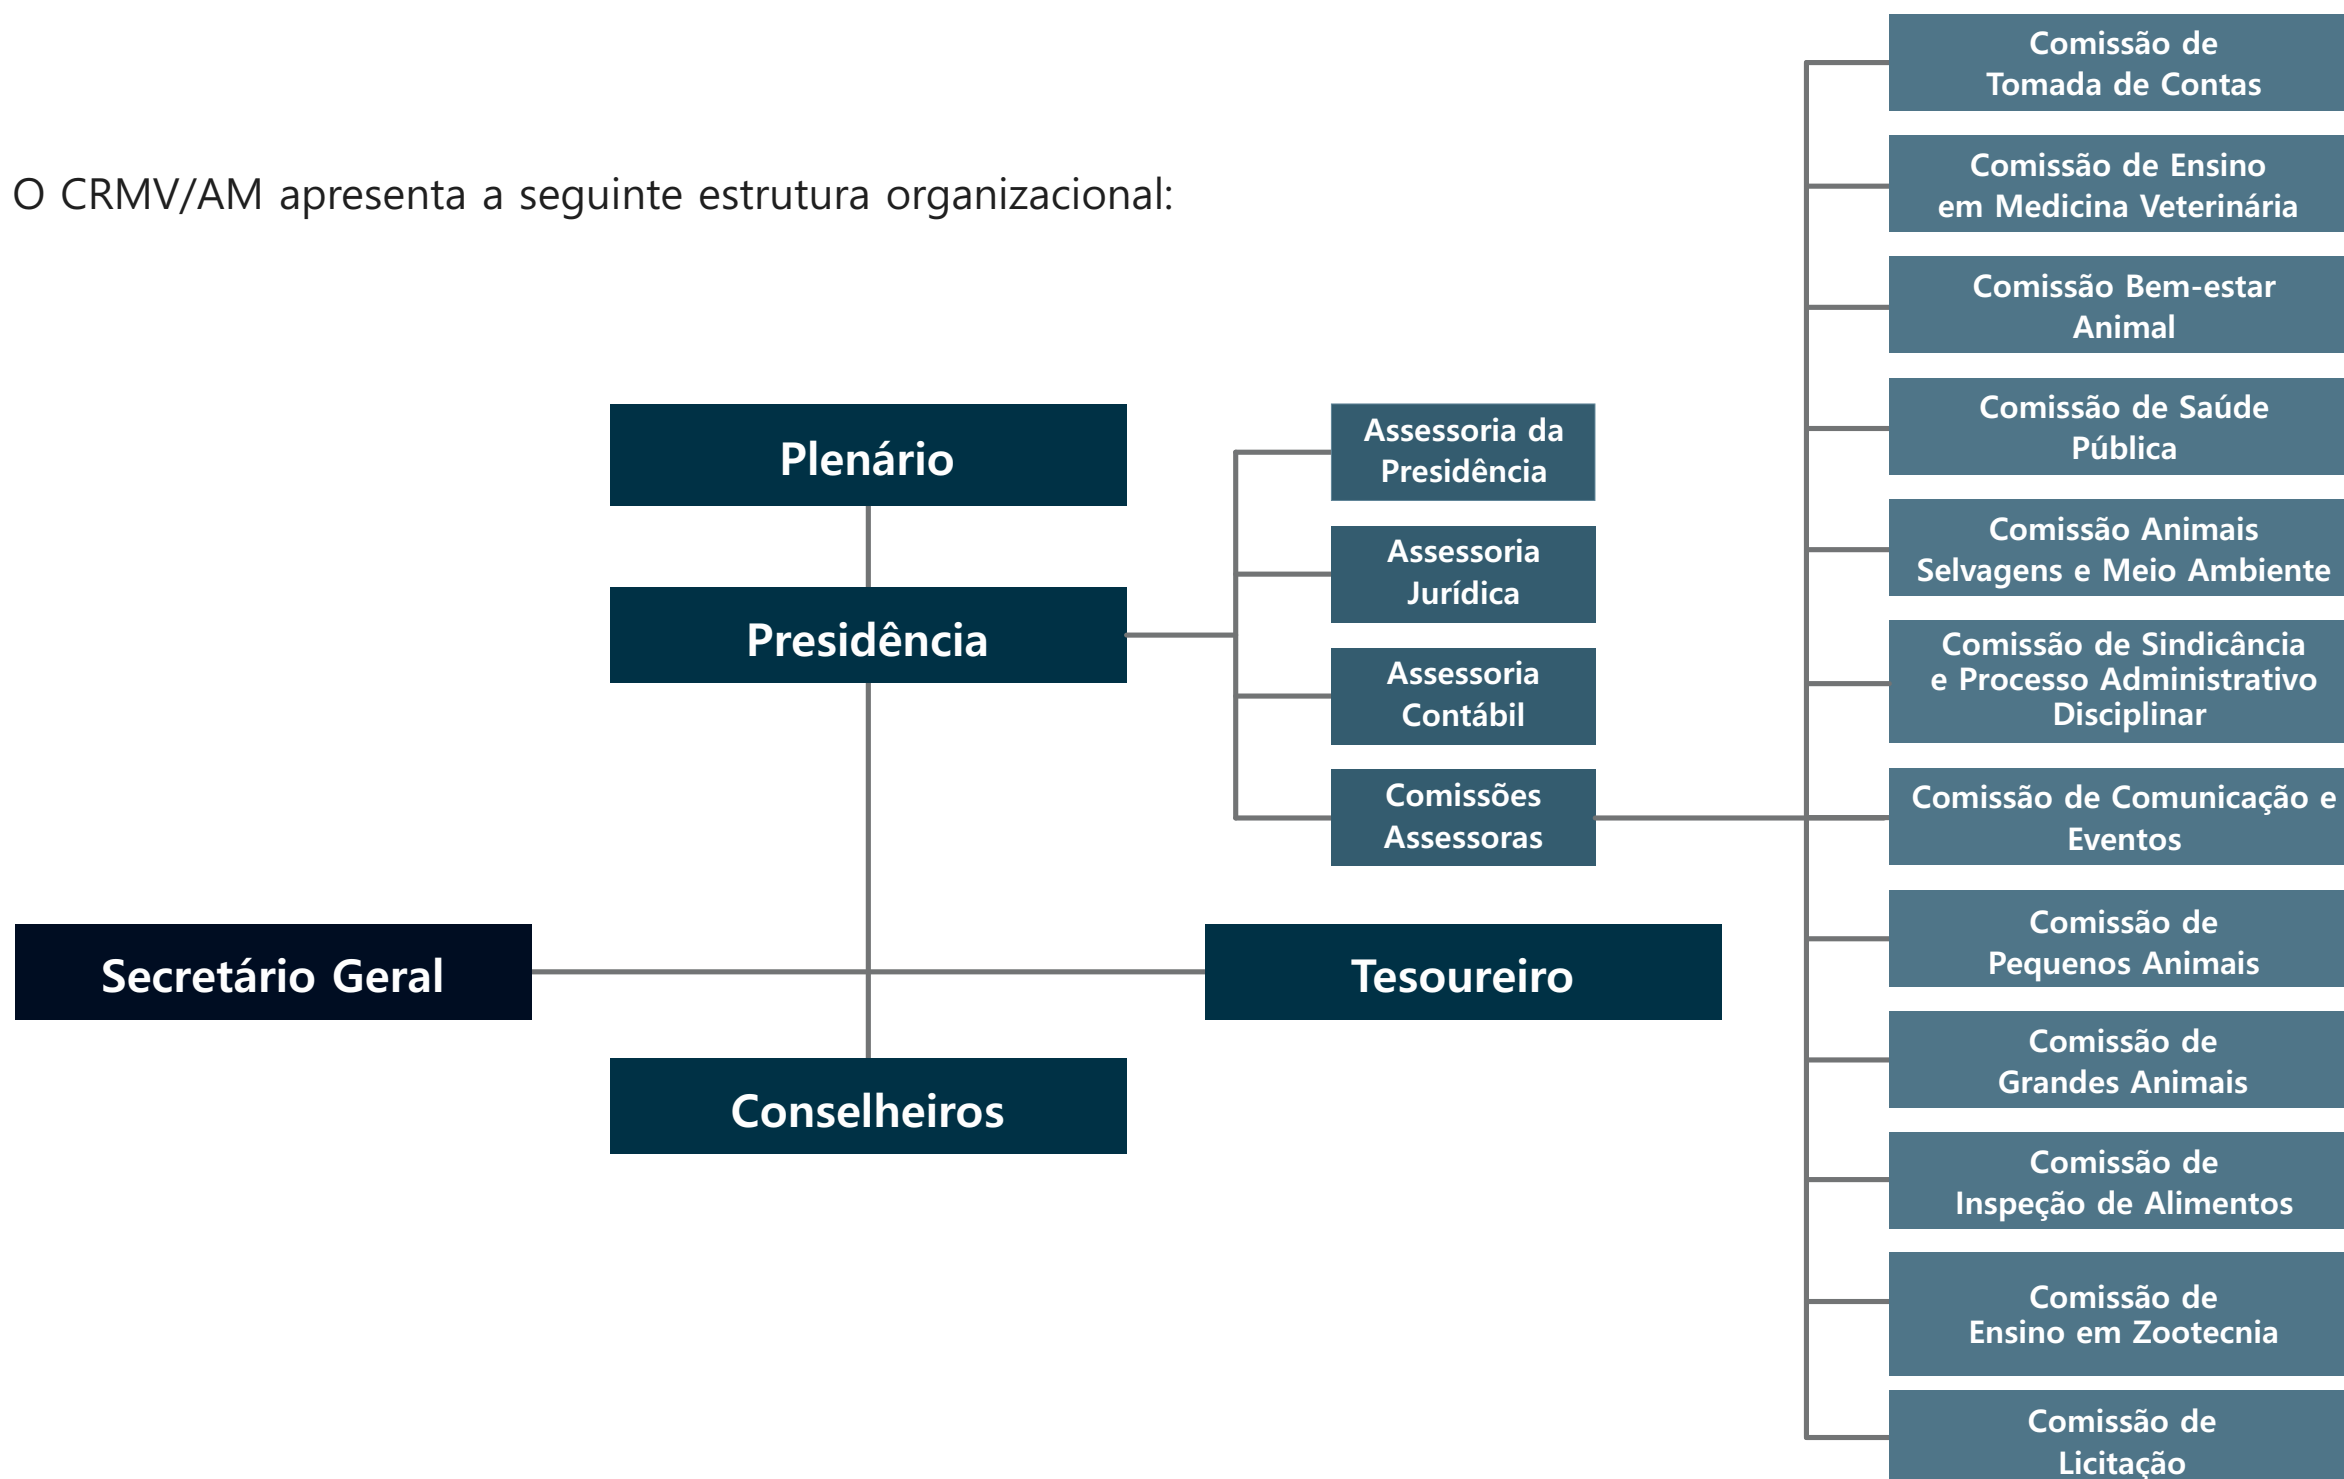 O CRMV/AM apresenta a seguinte estrutura organizacional:
Plenário
Presidência
Secretário Geral
Tesoureiro
Conselheiros
Assessoria da
Presidência
Assessoria
Jurídica
Assessoria
Contábil
Comissões
Assessoras
Comissão de
Tomada de Contas
Comissão de Ensino
em Medicina Veterinária
Comissão Bem-estar
Animal
Comissão de Saúde
Pública
Comissão Animais
Selvagens e Meio Ambiente
Comissão de Sindicância
e Processo Administrativo
Disciplinar
Comissão de Comunicação e
Eventos
Comissão de
Pequenos Animais
Comissão de
Grandes Animais
Comissão de
Inspeção de Alimentos
Comissão de
Ensino em Zootecnia
Comissão de
Licitação